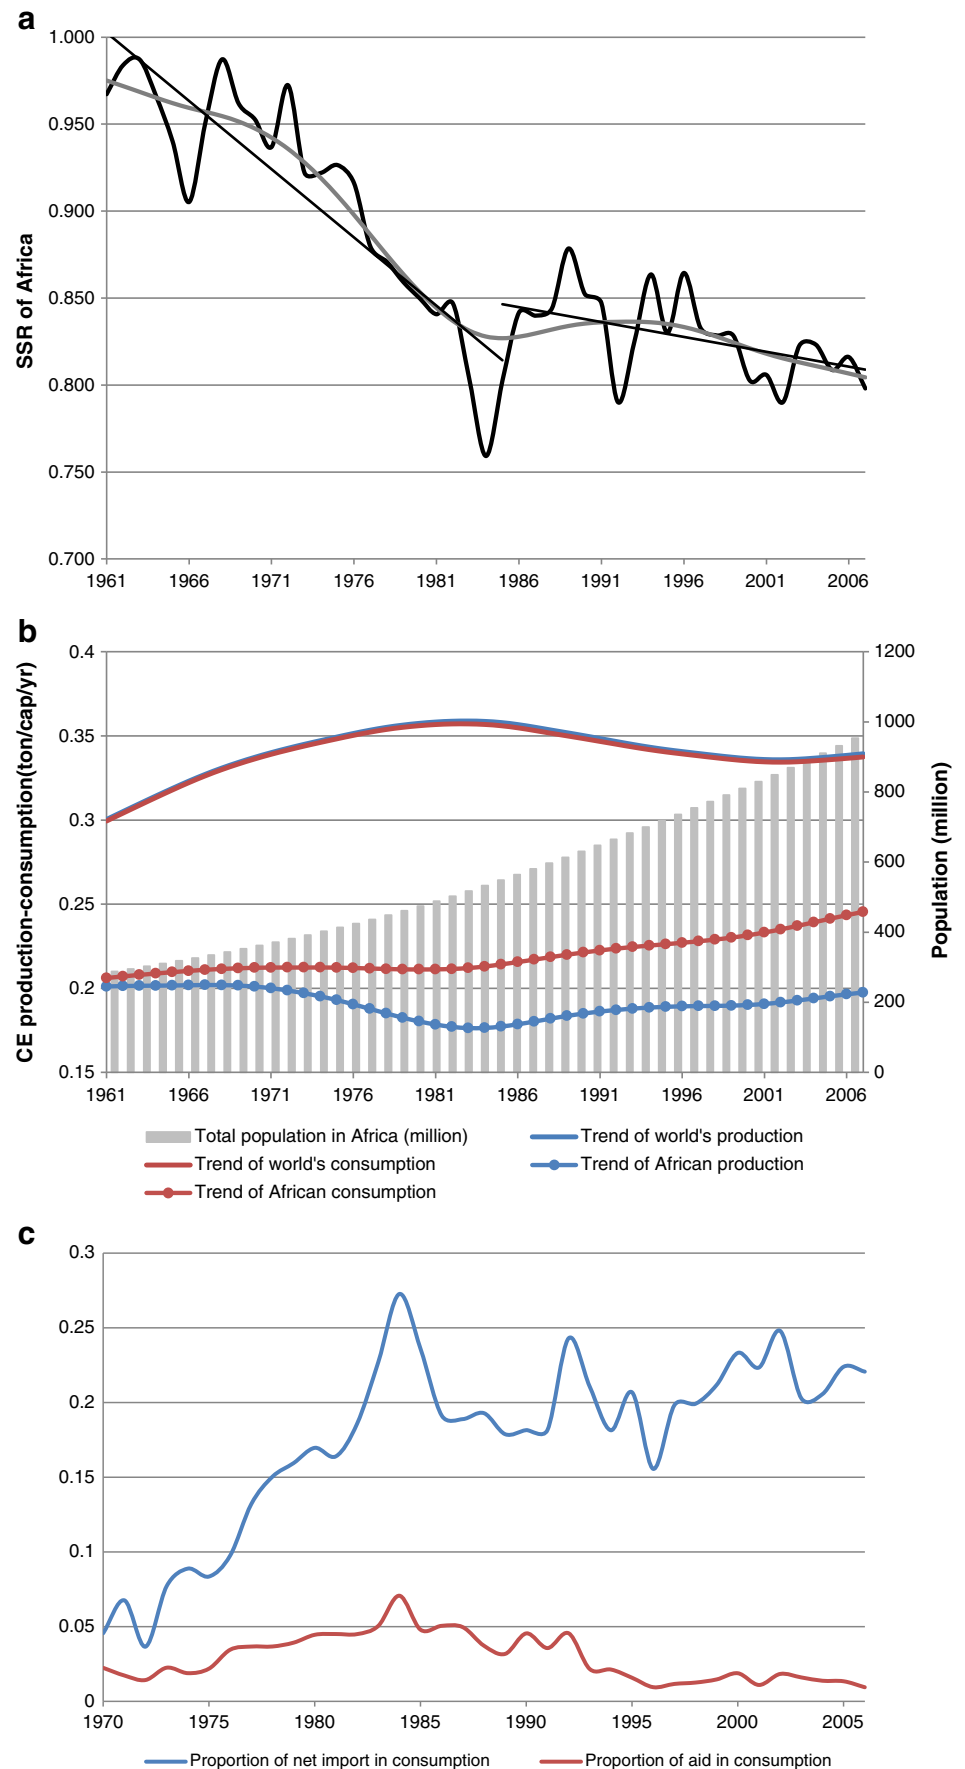 a
SSR of Africa
1.000
0.950
0.900
0.850
0.800
0.750
0.700
1961 1966 1971 1976 1981 1986 1991 1996 2001 2006
b
CE production-consumption(ton/cap/yr)
0.4
0.35
0.3
0.25
0.2
0.15
1200
1000
800
600
400
200
0
Population (million)
1961 1966 1971 1976 1981 1986 1991 1996 2001 2006
Total population in Africa (million)
Trend of world's production
Trend of world's consumption
Trend of African production
Trend of African consumption
c
0.3
0.25
0.2
0.15
0.1
0.05
0
1970 1975 1980 1985 1990 1995 2000 2005
Proportion of net import in consumption
Proportion of aid in consumption